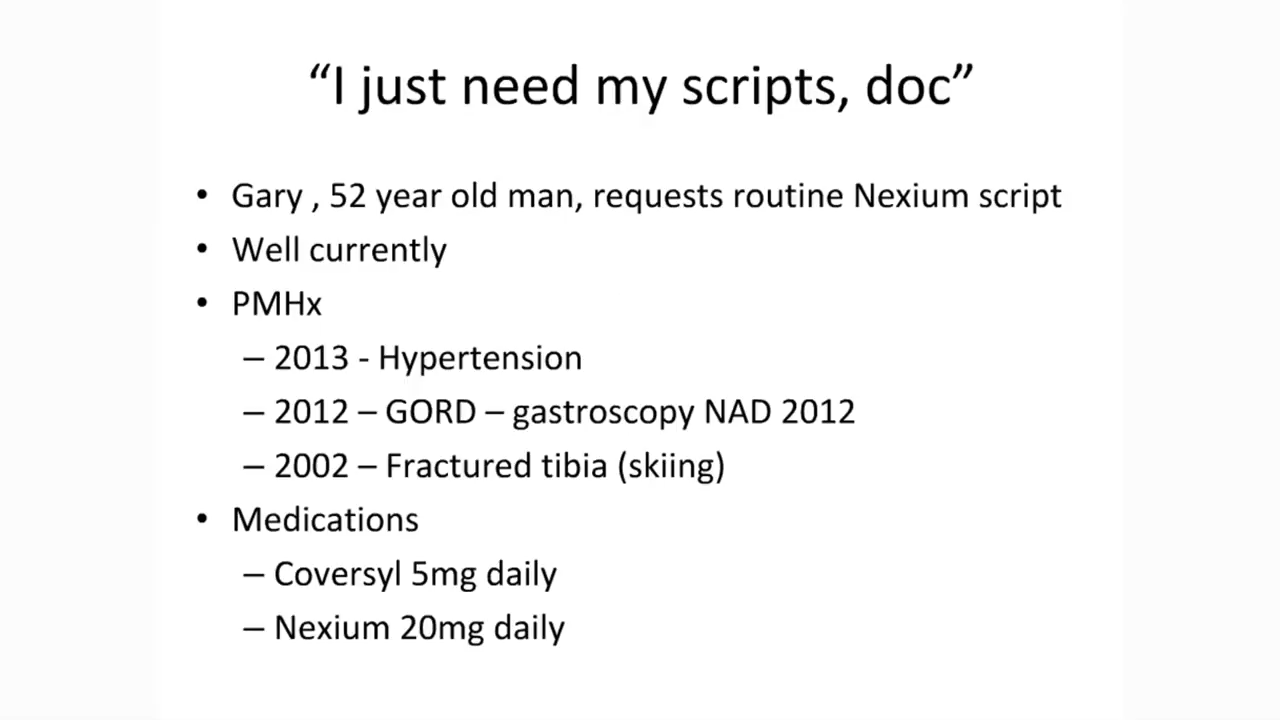 “I just need my scripts, doc”
• Gary , 52 year old man, requests routine Nexium script
• Well currently
• PMHx
– 2013 - Hypertension
– 2012 – GORD – gastroscopy NAD 2012
– 2002 – Fractured tibia (skiing)
• Medications
– Coversyl 5mg daily
– Nexium 20mg daily